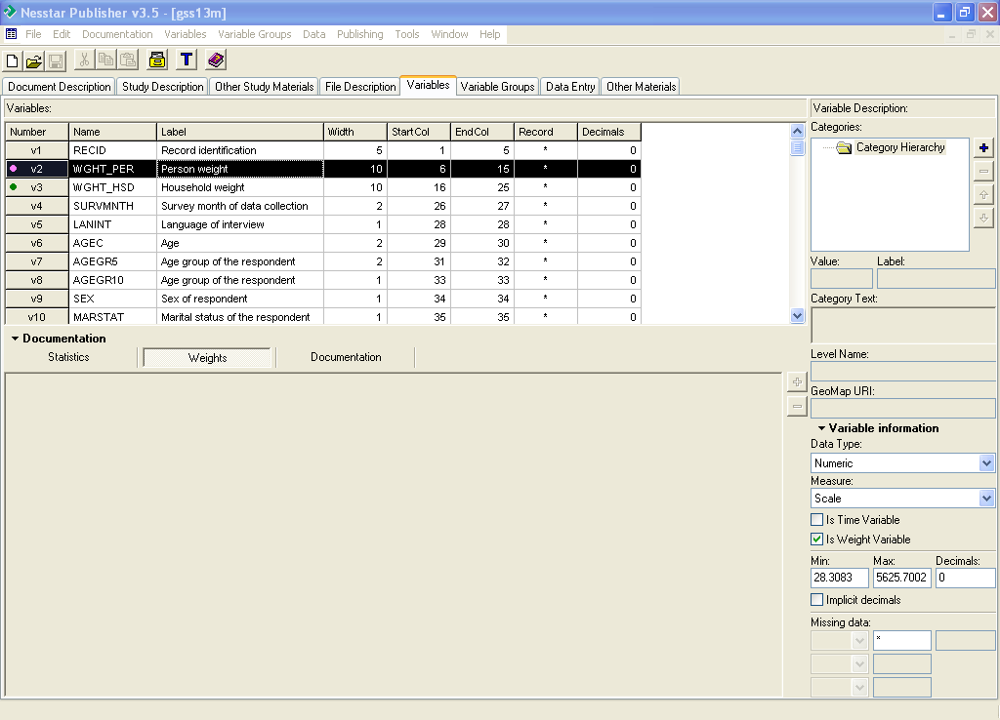 Nesstar Publisher v3.5 - [gss13m]
File Edit Documentation Variables Variable Groups Data Publishing Tools Window Help
T
Document Description Study Description Other Study Materials File Description Variables Variable Groups Data Entry Other Materials
Variables:
Number Name Label Width StartCol EndCol Record Decimals
v1 RECID Record identification 5 1 5 * 0
v2 WGHT_PER Person weight 10 6 15 * 0
v3 WGHT_HSD Household weight 10 16 25 * 0
v4 SURVMNTH Survey month of data collection 2 26 27 * 0
v5 LANINT Language of interview 1 28 28 * 0
v6 AGEC Age 2 29 30 * 0
v7 AGEGR5 Age group of the respondent 2 31 32 * 0
v8 AGEGR10 Age group of the respondent 1 33 33 * 0
v9 SEX Sex of respondent 1 34 34 * 0
v10 MARSTAT Marital status of the respondent 1 35 35 * 0
Documentation
Statistics Weights Documentation
Variable Description:
Categories:
Category Hierarchy
Value: Label:
Category Text:
Level Name:
GeoMap URI:
Variable information
Data Type:
Numeric
Measure:
Scale
Is Time Variable
Is Weight Variable
Min: Max: Decimals:
28.3083 5625.7002 0
Implicit decimals
Missing data:
*